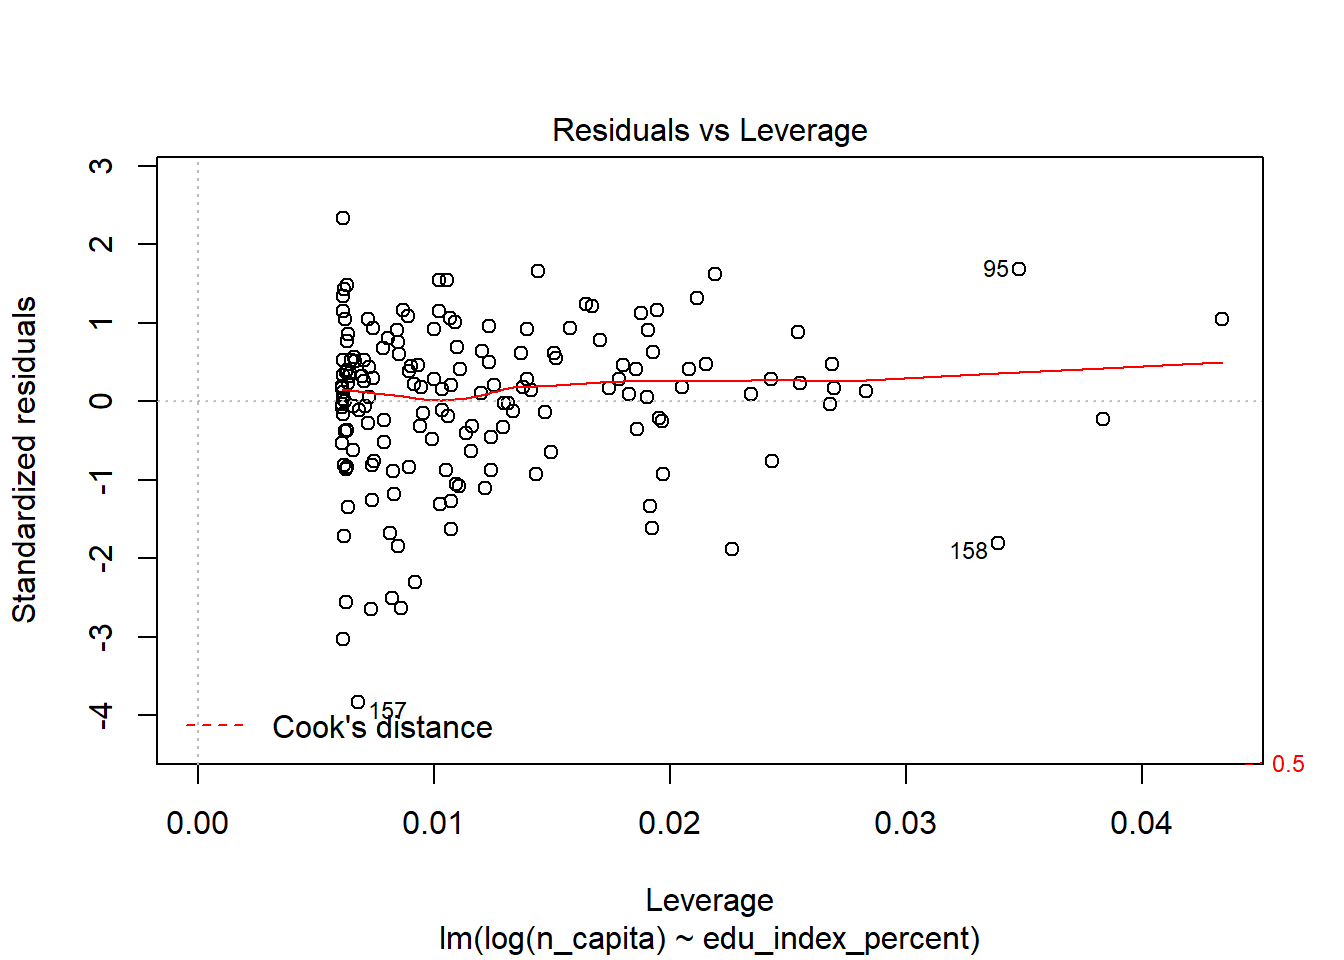 Residuals vs Leverage
Standardized residuals
3
2
1
0
-1
-2
-3
-4
95
158
157
Cook's distance
0.5
0.00 0.01 0.02 0.03 0.04
Leverage
lm(log(n_capita) ~ edu_index_percent)